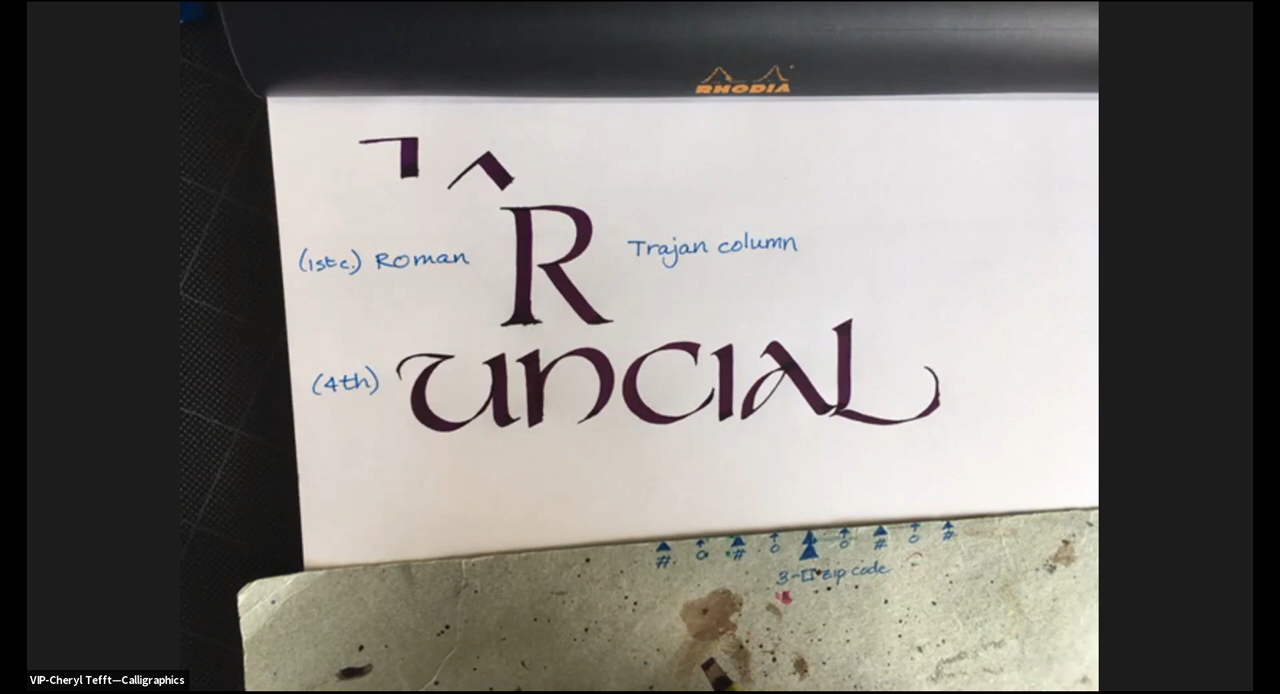 RHODIA
(1st c.) Roman R Trajan column
(4th) UNCIAL
# o # o o # o #
3-□ zip code
VIP-Cheryl Tefft—Calligraphics